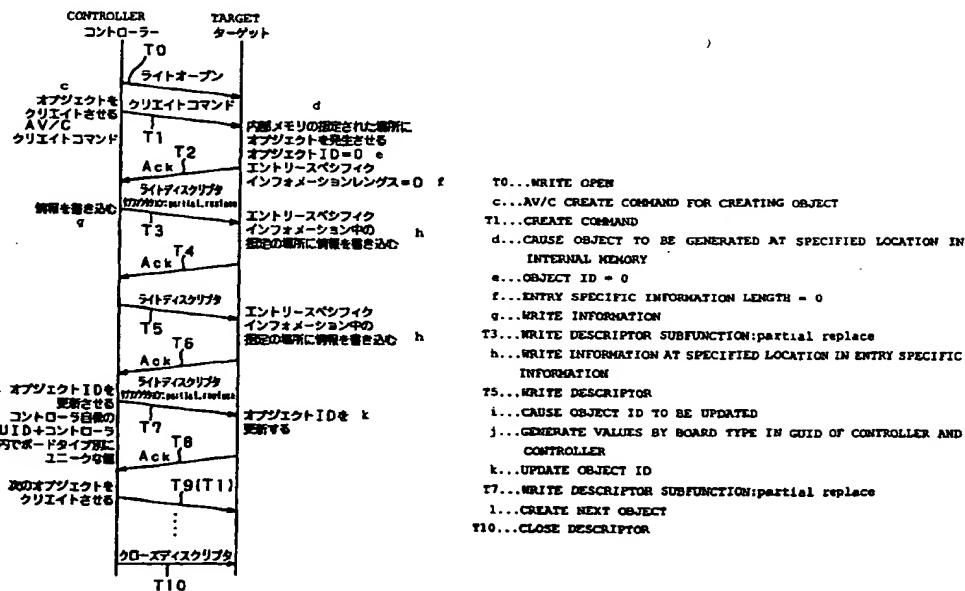 CONTROLLER
コントローラー
TARGET
ターゲット
T0
ライトオープン
c
オブジェクトを
クリエイトさせる
AV/C
クリエイトコマンド
クリエイトコマンド
T1
d
内部メモリの指定された場所に
オブジェクトを発生させる
オブジェクトID=0 e
エントリースペシフィク
インフォメーションレングス=0 f
T2
Ack
ライトディスクリプタ
サブファンクション:partial_replace
情報を書き込む
g
T3
エントリースペシフィク
インフォメーション中の
指定の場所に情報を書き込む h
T4
Ack
ライトディスクリプタ
T5
エントリースペシフィク
インフォメーション中の
指定の場所に情報を書き込む h
T6
Ack
ライトディスクリプタ
サブファンクション:partial_replace
オブジェクトIDを
更新させる
コントローラ自身の
UID+コントローラ
内でボードタイプ別に
ユニークな値
T7
オブジェクトIDを k
更新する
T8
Ack
次のオブジェクトを
クリエイトさせる
T9(T1)
クローズディスクリプタ
T10
T0...WRITE OPEN
c...AV/C CREATE COMMAND FOR CREATING OBJECT
T1...CREATE COMMAND
d...CAUSE OBJECT TO BE GENERATED AT SPECIFIED LOCATION IN
INTERNAL MEMORY
e...OBJECT ID = 0
f...ENTRY SPECIFIC INFORMATION LENGTH = 0
g...WRITE INFORMATION
T3...WRITE DESCRIPTOR SUBFUNCTION:partial replace
h...WRITE INFORMATION AT SPECIFIED LOCATION IN ENTRY SPECIFIC
INFORMATION
T5...WRITE DESCRIPTOR
i...CAUSE OBJECT ID TO BE UPDATED
j...GENERATE VALUES BY BOARD TYPE IN GUID OF CONTROLLER AND
CONTROLLER
k...UPDATE OBJECT ID
T7...WRITE DESCRIPTOR SUBFUNCTION:partial replace
l...CREATE NEXT OBJECT
T10...CLOSE DESCRIPTOR